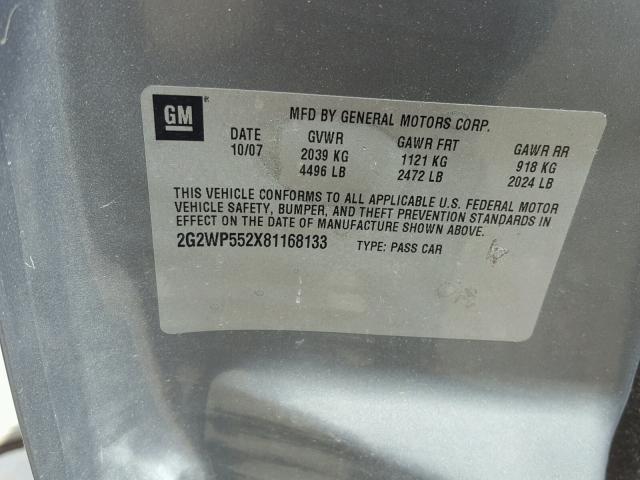 GM®
MFD BY GENERAL MOTORS CORP.
DATE GVWR GAWR FRT GAWR RR
10/07 2039 KG 1121 KG 918 KG
4496 LB 2472 LB 2024 LB
THIS VEHICLE CONFORMS TO ALL APPLICABLE U.S. FEDERAL MOTOR
VEHICLE SAFETY, BUMPER, AND THEFT PREVENTION STANDARDS IN
EFFECT ON THE DATE OF MANUFACTURE SHOWN ABOVE.
2G2WP552X81168133 TYPE: PASS CAR